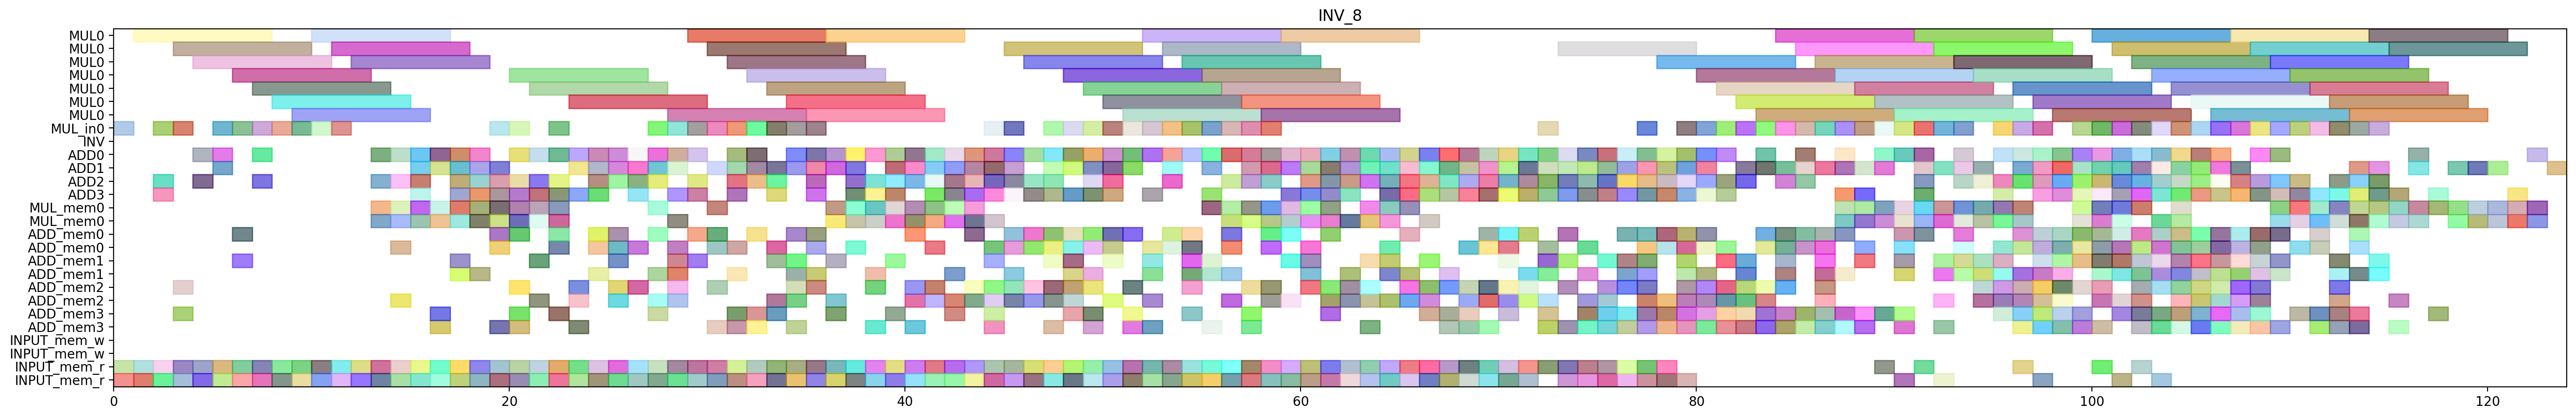 INV_8
MUL0
MUL0
MUL0
MUL0
MUL0
MUL0
MUL0
MUL_in0
INV
ADD0
ADD1
ADD2
ADD3
MUL_mem0
MUL_mem0
ADD_mem0
ADD_mem0
ADD_mem1
ADD_mem1
ADD_mem2
ADD_mem2
ADD_mem3
ADD_mem3
INPUT_mem_w
INPUT_mem_w
INPUT_mem_r
INPUT_mem_r
0 20 40 60 80 100 120